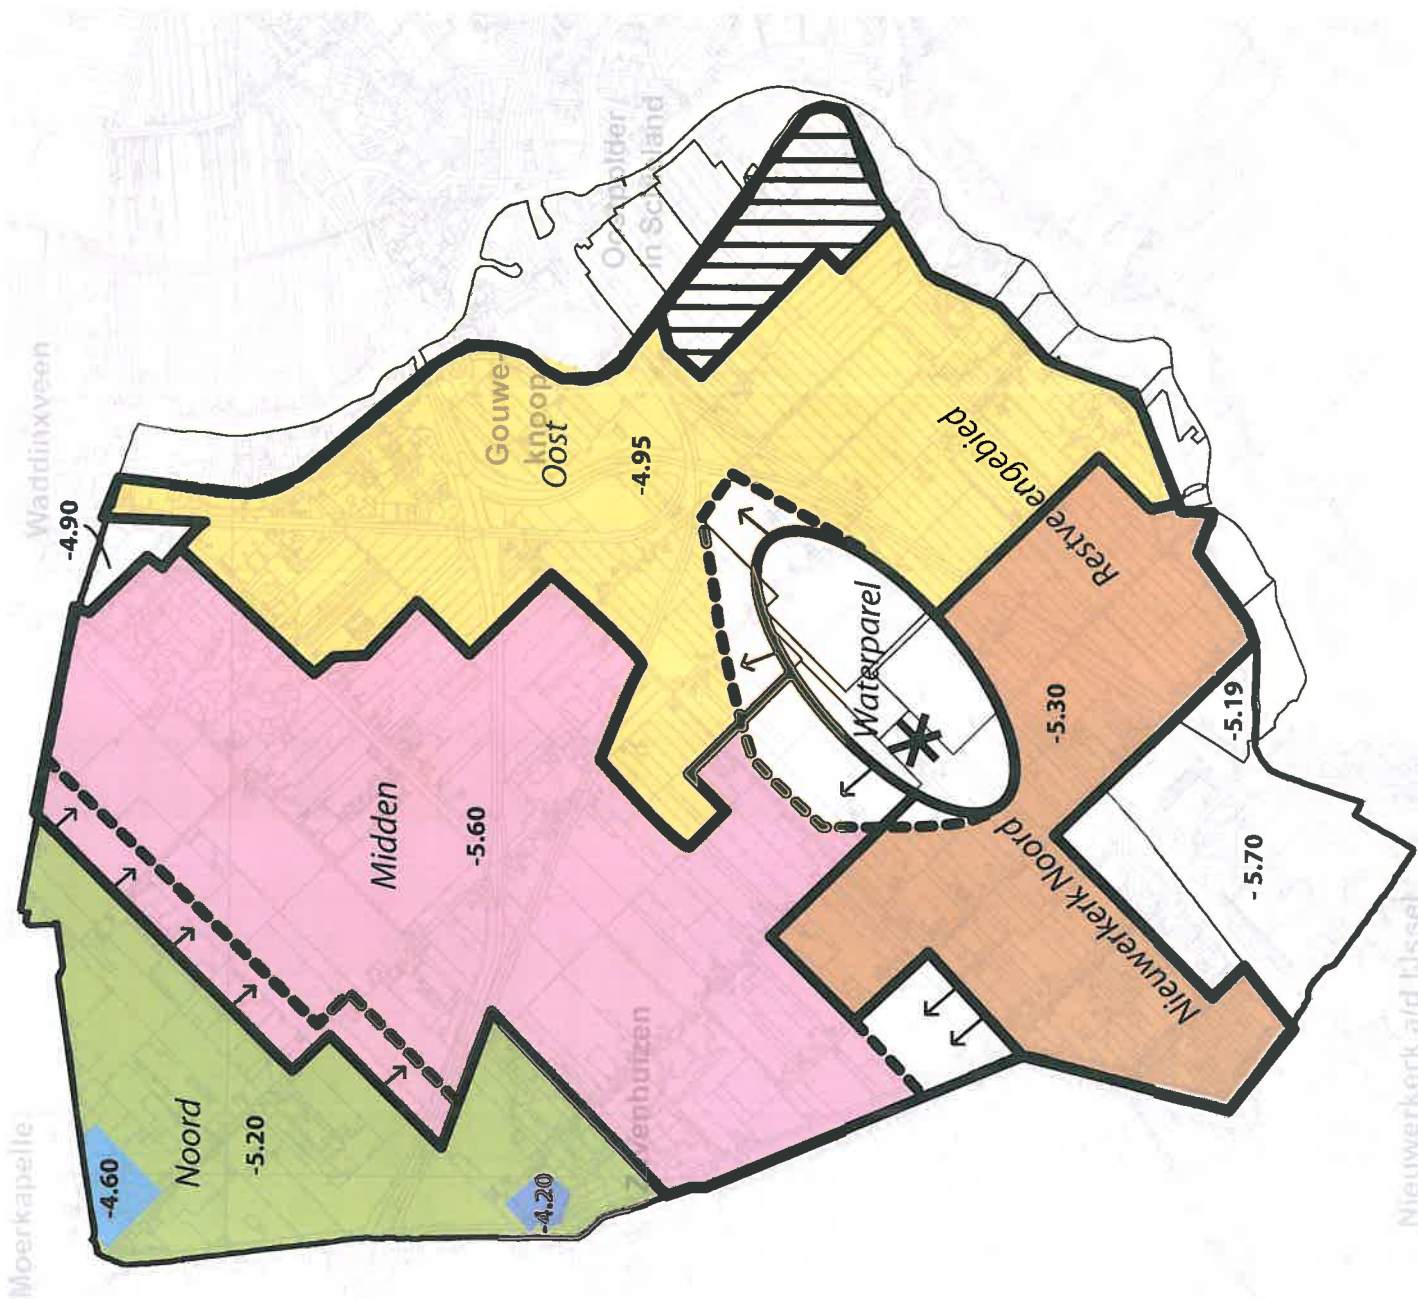 Moerkapelle
Waddinxveen
-4.90
-4.60
Noord
-5.20
-4.20
Midden
-5.60
Gouwe-
knoop
Oost
-4.95
Oostpolder
in Schieland
Waterparel
Restveengebied
-5.30
Nieuwerkerk Noord
-5.19
-5.70
Nieuwerkerk a/d IJssel